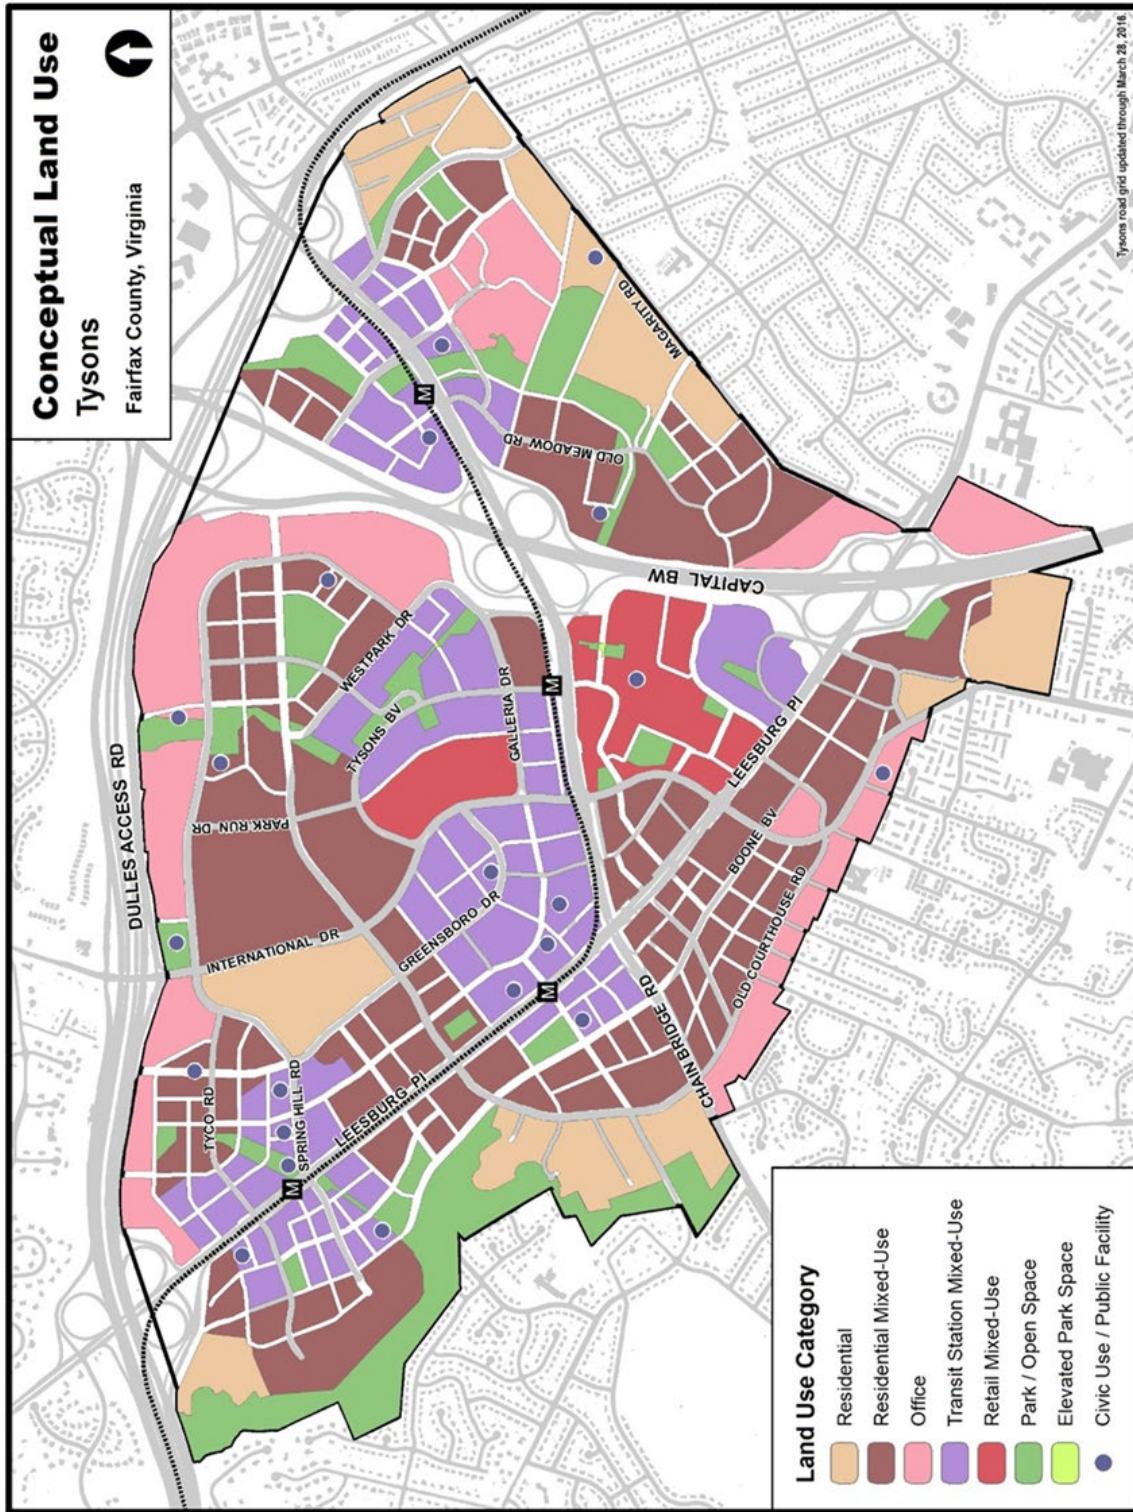 Conceptual Land Use
Tysons
Fairfax County, Virginia
DULLES ACCESS RD
INTERNATIONAL DR
PARK RUN DR
WESTPARK DR
TYSONS BV
GALLERIA DR
GREENSBORO DR
TYCO RD
SPRING HILL RD
LEESBURG PI
M
M
M
M
OLD MEADOW RD
MAGARITY RD
CAPITAL BW
LEESBURG PI
BOONE BV
OLD COURTHOUSE RD
CHAIN BRIDGE RD
Land Use Category
Residential
Residential Mixed-Use
Office
Transit Station Mixed-Use
Retail Mixed-Use
Park / Open Space
Elevated Park Space
Civic Use / Public Facility
Tysons road grid updated through March 28, 2016.